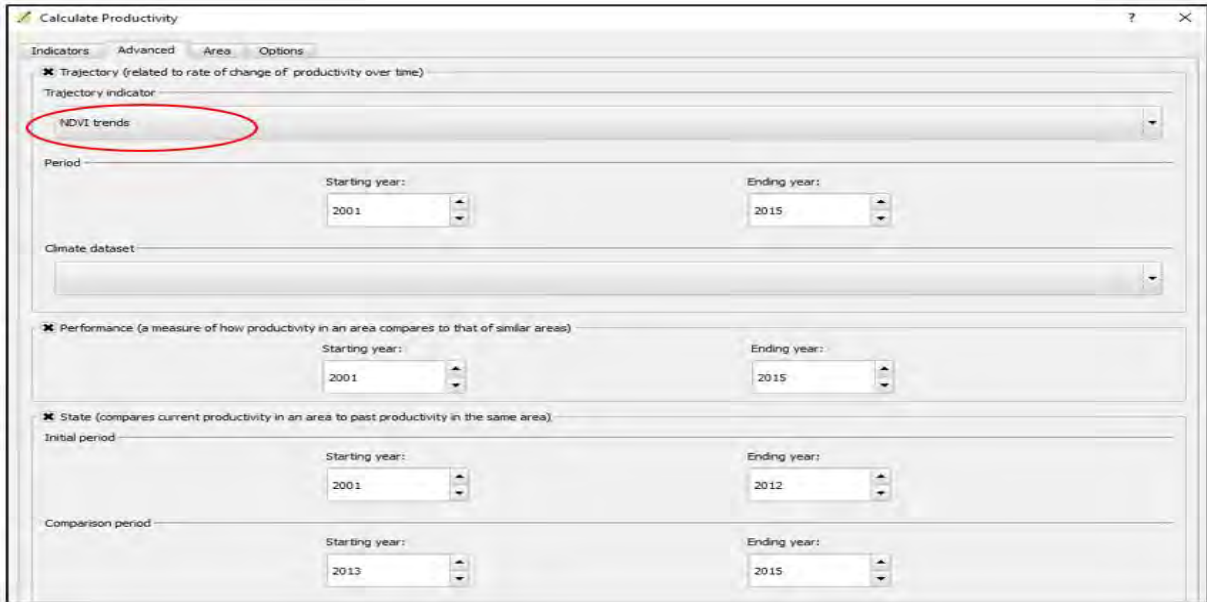 Calculate Productivity ? ×
Indicators Advanced Area Options
Trajectory (related to rate of change of productivity over time)
Trajectory indicator
NDVI trends
Period
Starting year: Ending year:
2001 2015
Climate dataset
Performance (a measure of how productivity in an area compares to that of similar areas)
Starting year: Ending year:
2001 2015
State (compares current productivity in an area to past productivity in the same area)
Initial period
Starting year: Ending year:
2001 2012
Comparison period
Starting year: Ending year:
2013 2015